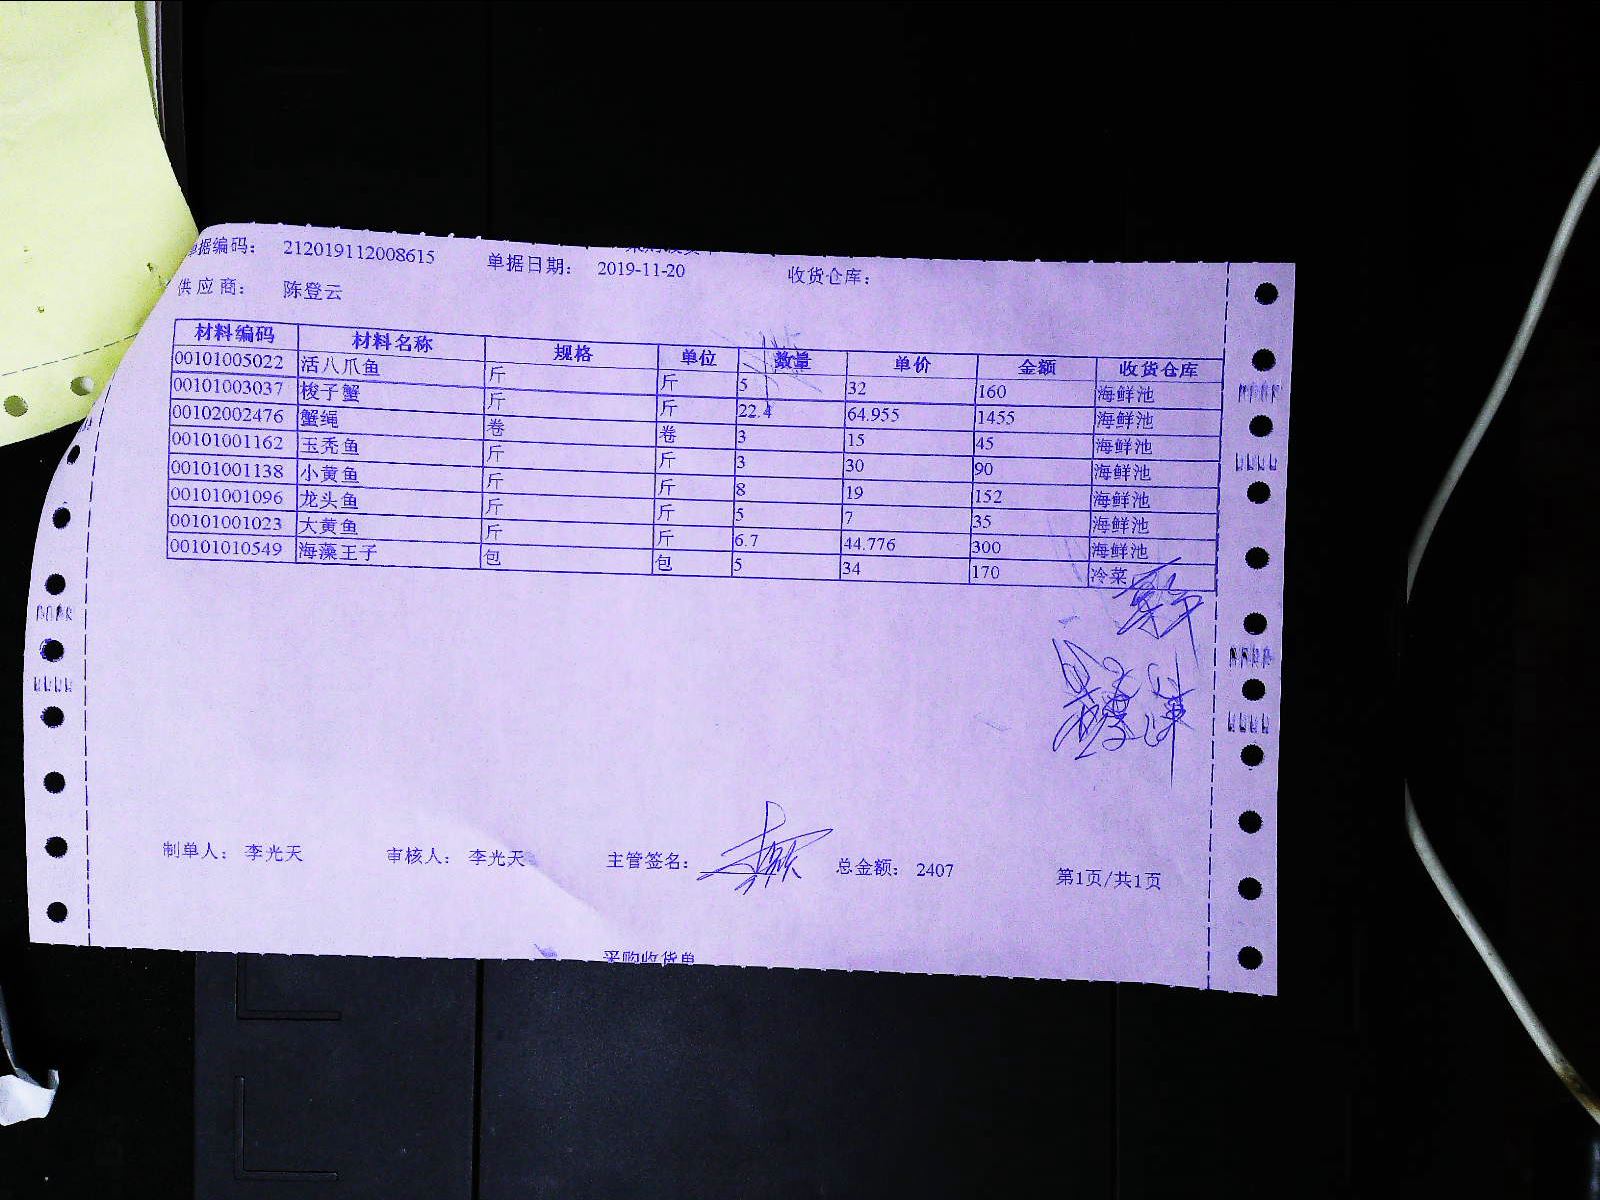 单据编码： 212019112008615 单据日期： 2019-11-20 收货仓库：
供应商： 陈登云
材料编码 材料名称 规格 单位 数量 单价 金额 收货仓库
00101005022 活八爪鱼 斤 斤 5 32 160 海鲜池
00101003037 梭子蟹 斤 斤 22.4 64.955 1455 海鲜池
00102002476 蟹绳 卷 卷 3 15 45 海鲜池
00101001162 玉秃鱼 斤 斤 3 30 90 海鲜池
00101001138 小黄鱼 斤 斤 8 19 152 海鲜池
00101001096 龙头鱼 斤 斤 5 7 35 海鲜池
00101001023 大黄鱼 斤 斤 6.7 44.776 300 海鲜池
00101010549 海藻王子 包 包 5 34 170 冷菜
制单人： 李光天 审核人： 李光天 主管签名： 总金额： 2407 第1页/共1页
采购收货单